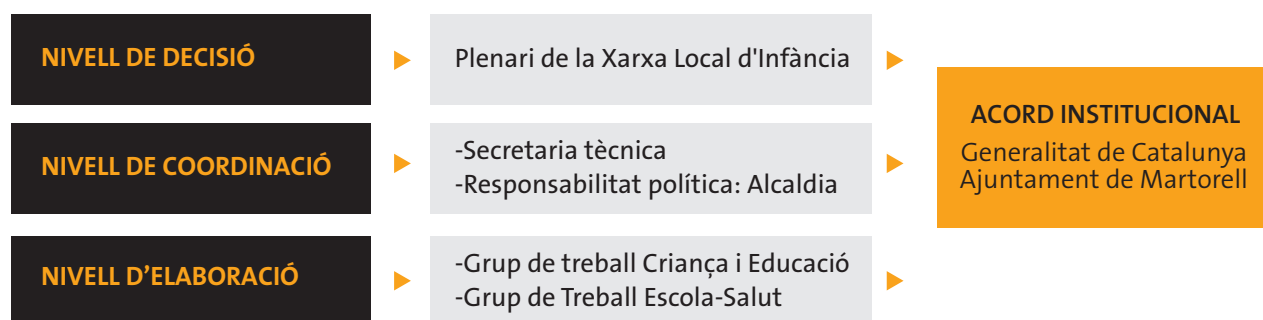 NIVELL DE DECISIÓ
Plenari de la Xarxa Local d'Infància
NIVELL DE COORDINACIÓ
-Secretaria tècnica
-Responsabilitat política: Alcaldia
NIVELL D’ELABORACIÓ
-Grup de treball Criança i Educació
-Grup de Treball Escola-Salut
ACORD INSTITUCIONAL
Generalitat de Catalunya
Ajuntament de Martorell